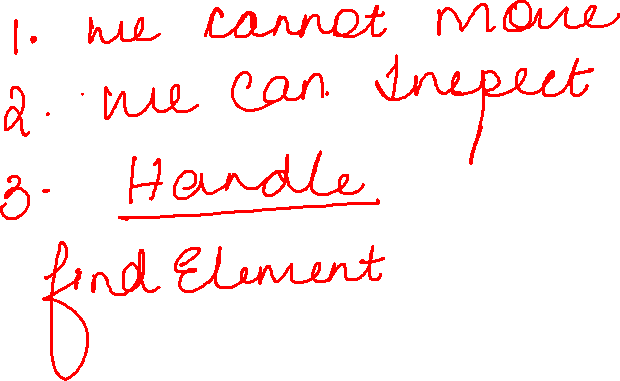 1. we cannot move
2. we can Inspect
3. Handle
find Element